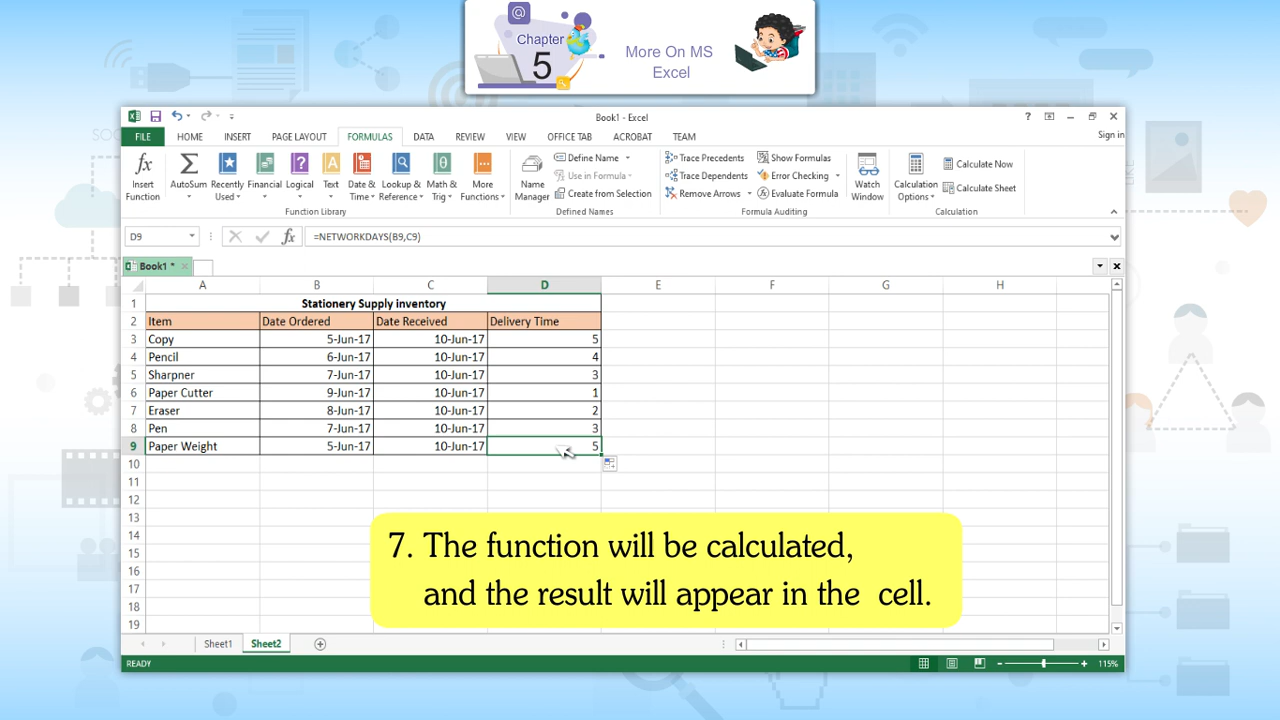 @
Chapter
5
More On MS
Excel
Book1 - Excel
?
Sign in
FILE HOME INSERT PAGE LAYOUT FORMULAS DATA REVIEW VIEW OFFICE TAB ACROBAT TEAM
fx Insert Function
Σ AutoSum
Recently Used
Financial
Logical
Text
Date & Time
Lookup & Reference
Math & Trig
More Functions
Function Library
Name Manager
Define Name
Use in Formula
Create from Selection
Defined Names
Trace Precedents
Trace Dependents
Remove Arrows
Show Formulas
Error Checking
Evaluate Formula
Formula Auditing
Watch Window
Calculation Options
Calculate Now
Calculate Sheet
Calculation
D9 fx =NETWORKDAYS(B9,C9)
Book1 *
A B C D E F G H
1 Stationery Supply inventory
2 Item Date Ordered Date Received Delivery Time
3 Copy 5-Jun-17 10-Jun-17 5
4 Pencil 6-Jun-17 10-Jun-17 4
5 Sharpner 7-Jun-17 10-Jun-17 3
6 Paper Cutter 9-Jun-17 10-Jun-17 1
7 Eraser 8-Jun-17 10-Jun-17 2
8 Pen 7-Jun-17 10-Jun-17 3
9 Paper Weight 5-Jun-17 10-Jun-17 5
10
11
12
13
14
15
16
17
18
19
7. The function will be calculated,
and the result will appear in the cell.
Sheet1 Sheet2
READY 115%